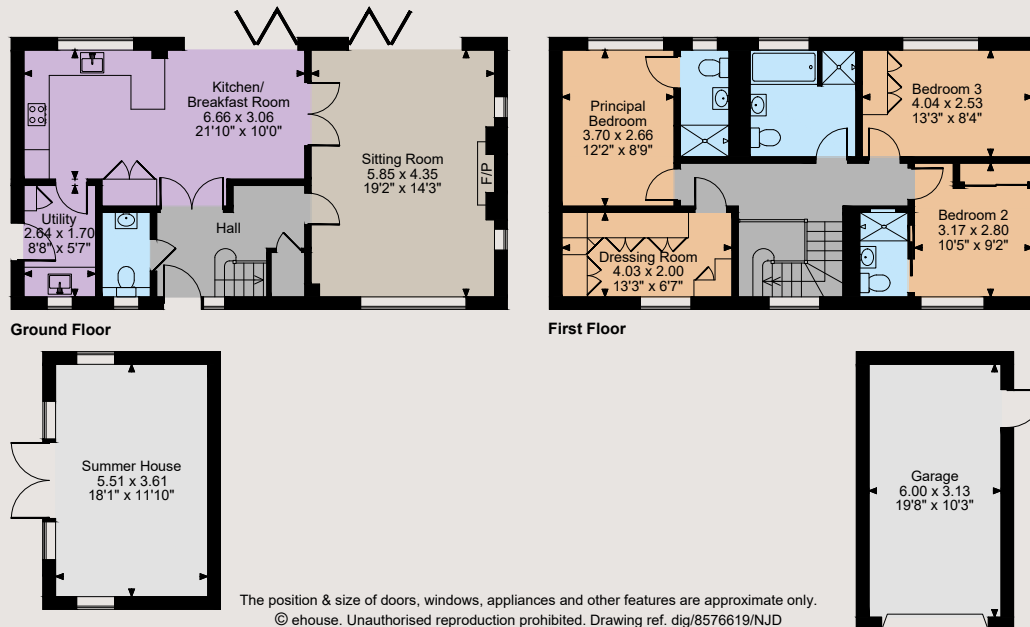 Kitchen/
Breakfast Room
6.66 x 3.06
21'10" x 10'0"
Sitting Room
5.85 x 4.35
19'2" x 14'3"
F/P
Utility
2.64 x 1.70
8'8" x 5'7"
Hall
Ground Floor
Principal
Bedroom
3.70 x 2.66
12'2" x 8'9"
Bedroom 3
4.04 x 2.53
13'3" x 8'4"
Bedroom 2
3.17 x 2.80
10'5" x 9'2"
Dressing Room
4.03 x 2.00
13'3" x 6'7"
First Floor
Summer House
5.51 x 3.61
18'1" x 11'10"
Garage
6.00 x 3.13
19'8" x 10'3"
The position & size of doors, windows, appliances and other features are approximate only.
© ehouse. Unauthorised reproduction prohibited. Drawing ref. dig/8576619/NJD